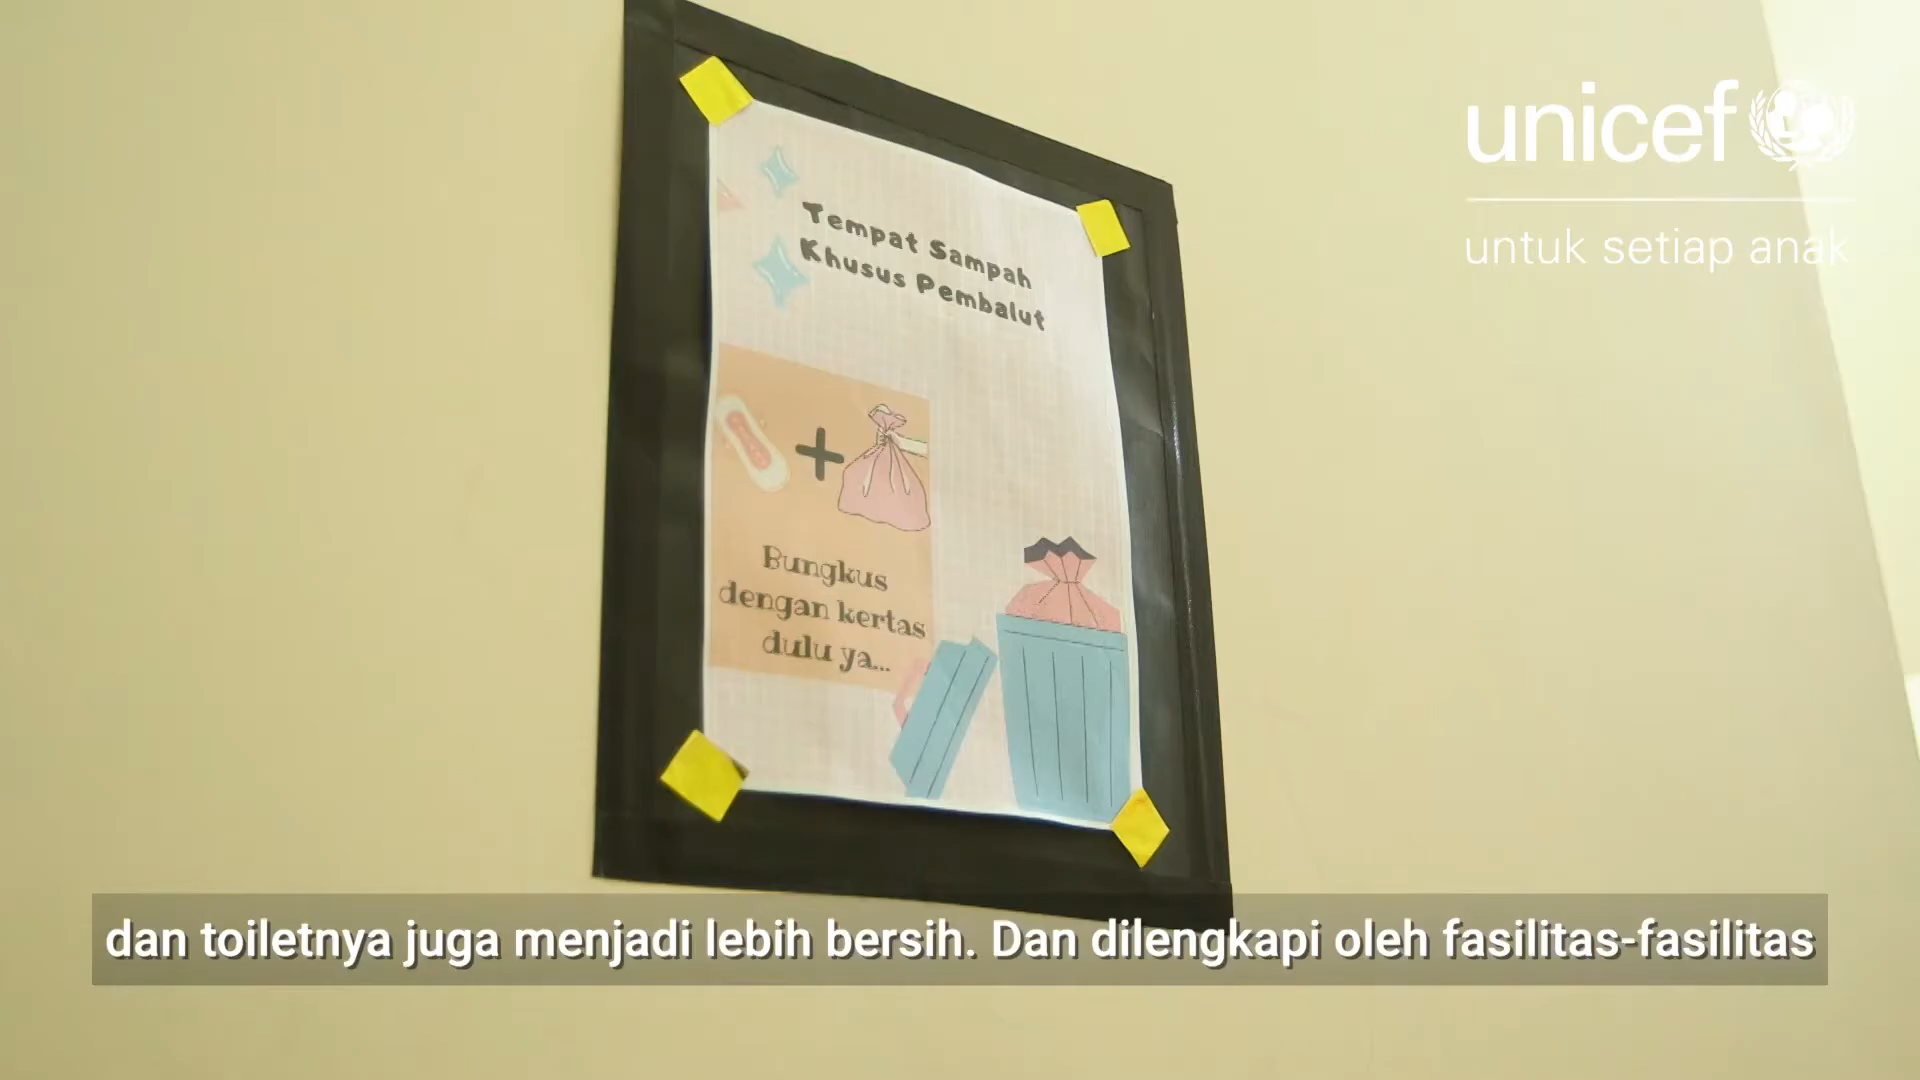 unicef
untuk setiap anak
Tempat Sampah
Khusus Pembalut
+
Bungkus
dengan kertas
dulu ya...
dan toiletnya juga menjadi lebih bersih. Dan dilengkapi oleh fasilitas-fasilitas